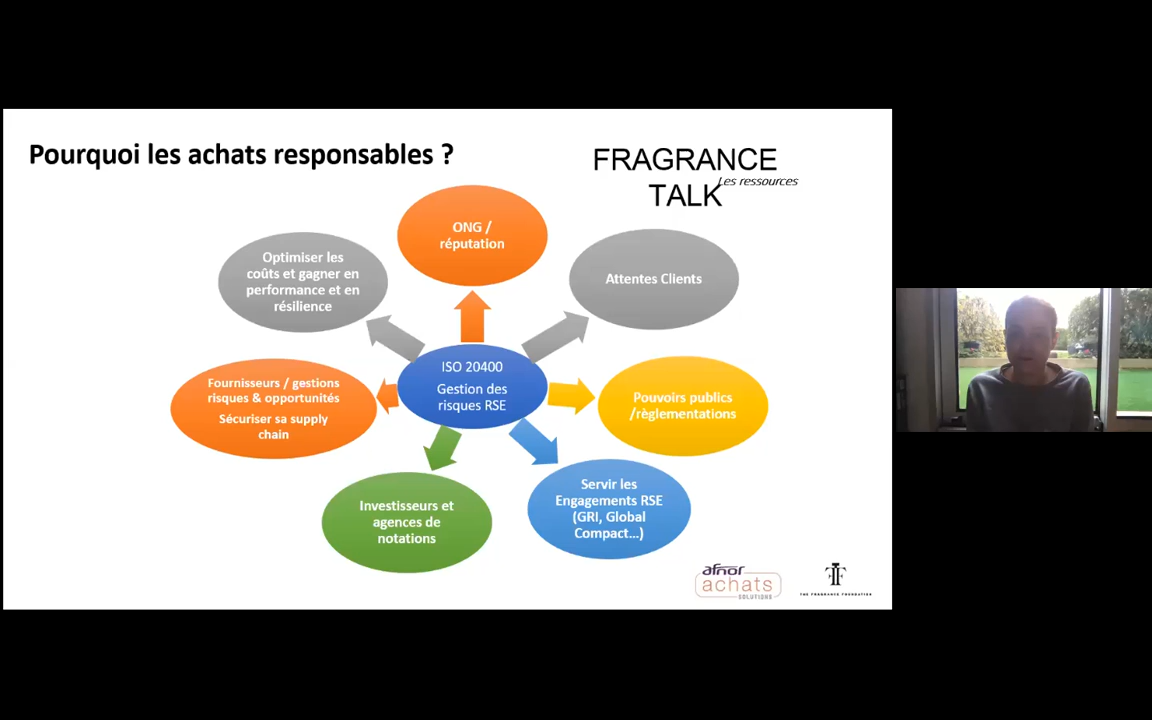 Pourquoi les achats responsables ?
FRAGRANCE
TALK
Les ressources
ONG /
réputation
Optimiser les
coûts et gagner en
performance et en
résilience
Attentes Clients
ISO 20400
Gestion des
risques RSE
Fournisseurs / gestions
risques & opportunités
Sécuriser sa supply
chain
Pouvoirs publics
/règlementations
Investisseurs et
agences de
notations
Servir les
Engagements RSE
(GRI, Global
Compact...)
afnor
achats
SOLUTIONS
THE FRAGRANCE FOUNDATION